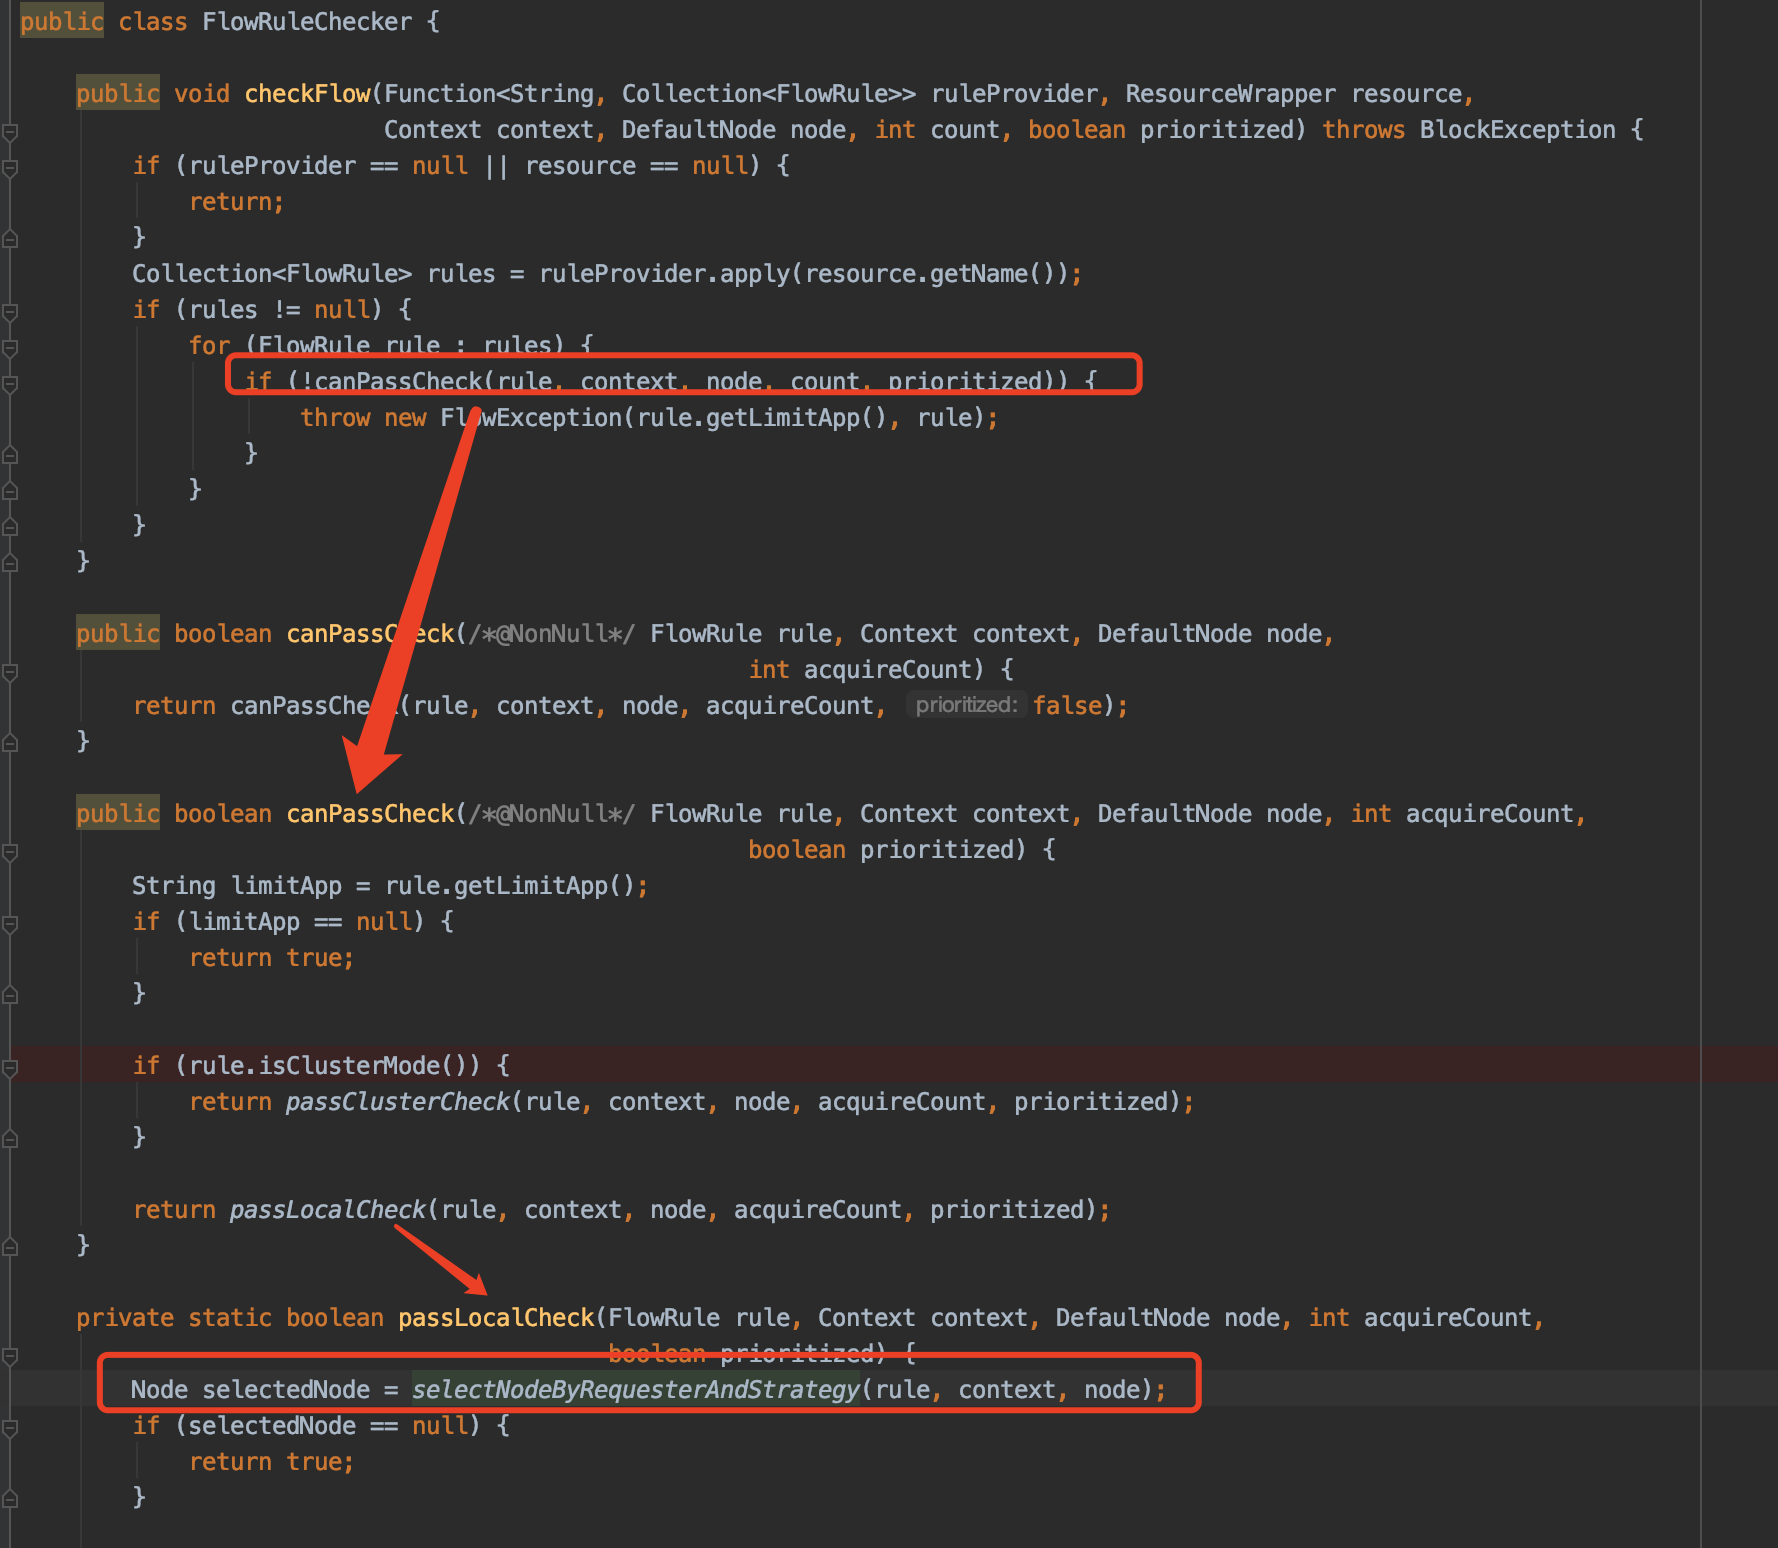 public class FlowRuleChecker {
public void checkFlow(Function<String, Collection<FlowRule>> ruleProvider, ResourceWrapper resource,
Context context, DefaultNode node, int count, boolean prioritized) throws BlockException {
if (ruleProvider == null || resource == null) {
return;
}
Collection<FlowRule> rules = ruleProvider.apply(resource.getName());
if (rules != null) {
for (FlowRule rule : rules) {
if (!canPassCheck(rule, context, node, count, prioritized)) {
throw new FlowException(rule.getLimitApp(), rule);
}
}
}
}
public boolean canPassCheck(/*@NonNull*/ FlowRule rule, Context context, DefaultNode node,
int acquireCount) {
return canPassCheck(rule, context, node, acquireCount, prioritized: false);
}
public boolean canPassCheck(/*@NonNull*/ FlowRule rule, Context context, DefaultNode node, int acquireCount,
boolean prioritized) {
String limitApp = rule.getLimitApp();
if (limitApp == null) {
return true;
}
if (rule.isClusterMode()) {
return passClusterCheck(rule, context, node, acquireCount, prioritized);
}
return passLocalCheck(rule, context, node, acquireCount, prioritized);
}
private static boolean passLocalCheck(FlowRule rule, Context context, DefaultNode node, int acquireCount,
boolean prioritized) {
Node selectedNode = selectNodeByRequesterAndStrategy(rule, context, node);
if (selectedNode == null) {
return true;
}